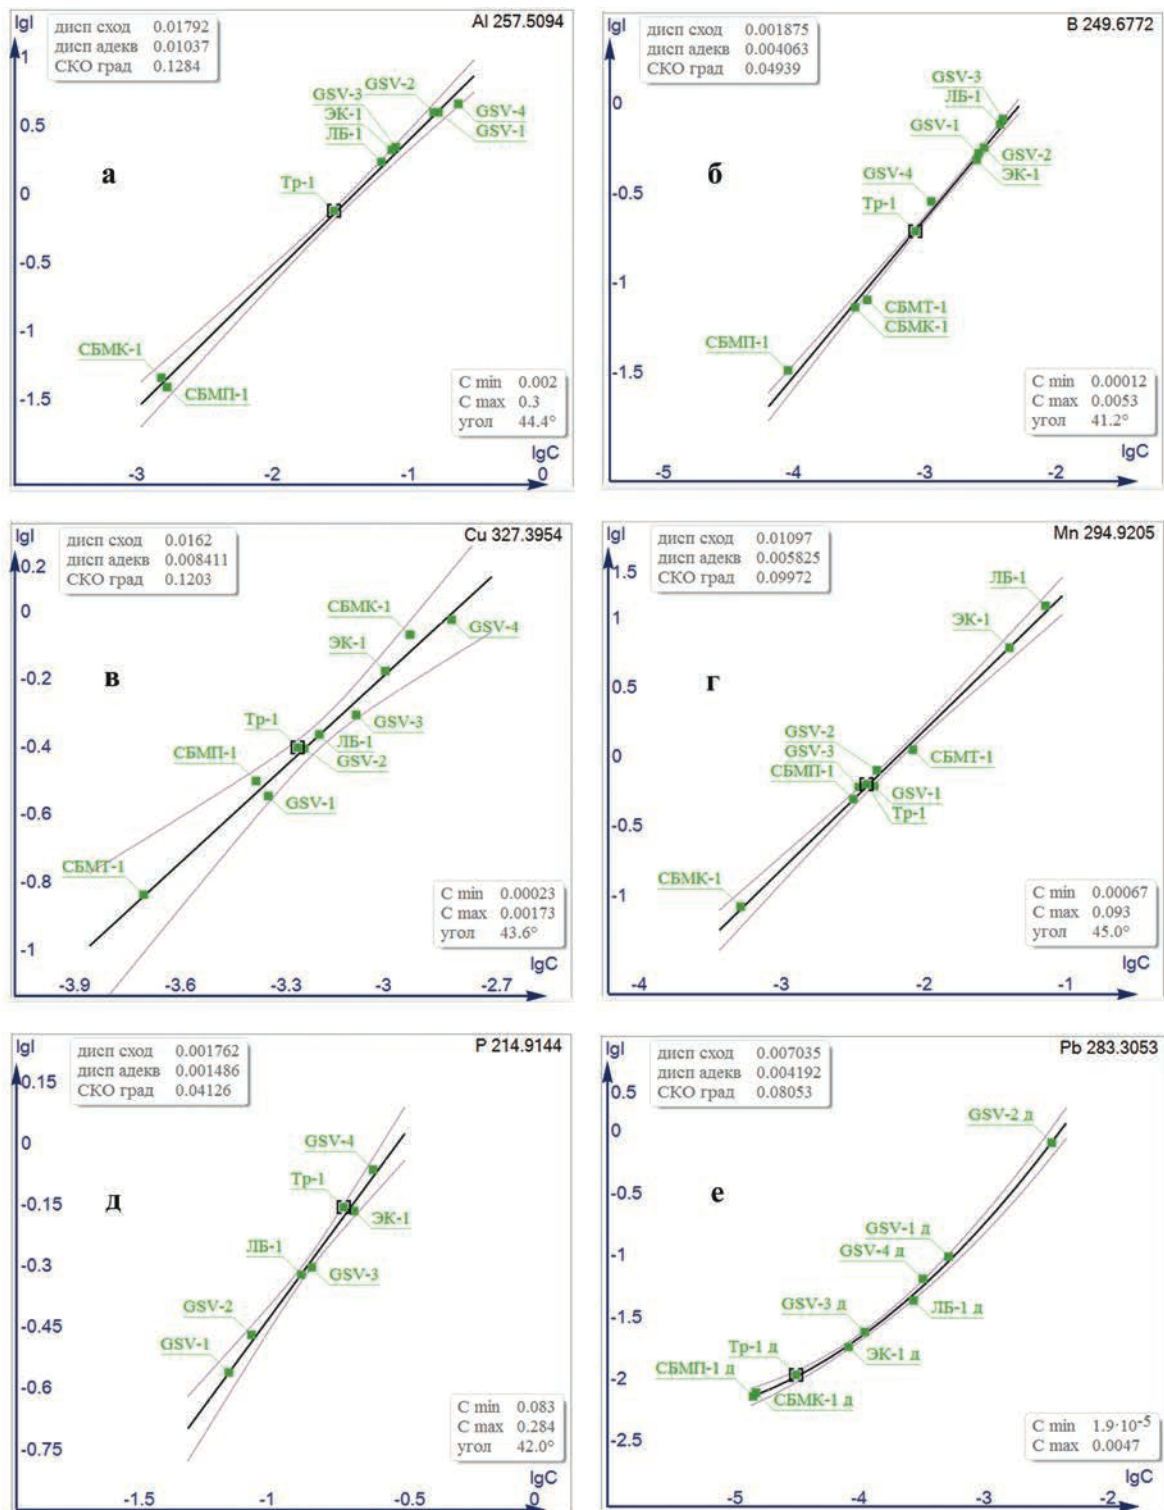 lgI
Al 257.5094
дисп сход 0.01792
дисп адекв 0.01037
СКО град 0.1284
1
0.5
0
-0.5
-1
-1.5
а
GSV-2
GSV-3
ЭК-1
ЛБ-1
GSV-4
GSV-1
Тр-1
СБМК-1
СБМП-1
C min 0.002
C max 0.3
угол 44.4°
lgC
-3 -2 -1 0
lgI
B 249.6772
дисп сход 0.001875
дисп адекв 0.004063
СКО град 0.04939
0
-0.5
-1
-1.5
б
GSV-3
ЛБ-1
GSV-1
GSV-2
ЭК-1
GSV-4
Тр-1
СБМТ-1
СБМК-1
СБМП-1
C min 0.00012
C max 0.0053
угол 41.2°
lgC
-5 -4 -3 -2
lgI
Cu 327.3954
дисп сход 0.0162
дисп адекв 0.008411
СКО град 0.1203
0.2
0
-0.2
-0.4
-0.6
-0.8
-1
в
СБМК-1
GSV-4
ЭК-1
GSV-3
Тр-1
ЛБ-1
GSV-2
СБМП-1
GSV-1
СБМТ-1
C min 0.00023
C max 0.00173
угол 43.6°
lgC
-3.9 -3.6 -3.3 -3 -2.7
lgI
Mn 294.9205
дисп сход 0.01097
дисп адекв 0.005825
СКО град 0.09972
1.5
1
0.5
0
-0.5
-1
г
ЛБ-1
ЭК-1
GSV-2
GSV-3
СБМП-1
СБМТ-1
GSV-1
Тр-1
СБМК-1
C min 0.00067
C max 0.093
угол 45.0°
lgC
-4 -3 -2 -1
lgI
P 214.9144
дисп сход 0.001762
дисп адекв 0.001486
СКО град 0.04126
0.15
0
-0.15
-0.3
-0.45
-0.6
-0.75
д
GSV-4
Тр-1
ЭК-1
ЛБ-1
GSV-3
GSV-2
GSV-1
C min 0.083
C max 0.284
угол 42.0°
lgC
-1.5 -1 -0.5 0
lgI
Pb 283.3053
дисп сход 0.007035
дисп адекв 0.004192
СКО град 0.08053
0.5
0
-0.5
-1
-1.5
-2
-2.5
е
GSV-2 д
GSV-1 д
GSV-4 д
ЛБ-1 д
GSV-3 д
ЭК-1 д
Тр-1 д
СБМП-1 д
СБМК-1 д
C min 1.9·10⁻⁵
C max 0.0047
lgC
-5 -4 -3 -2